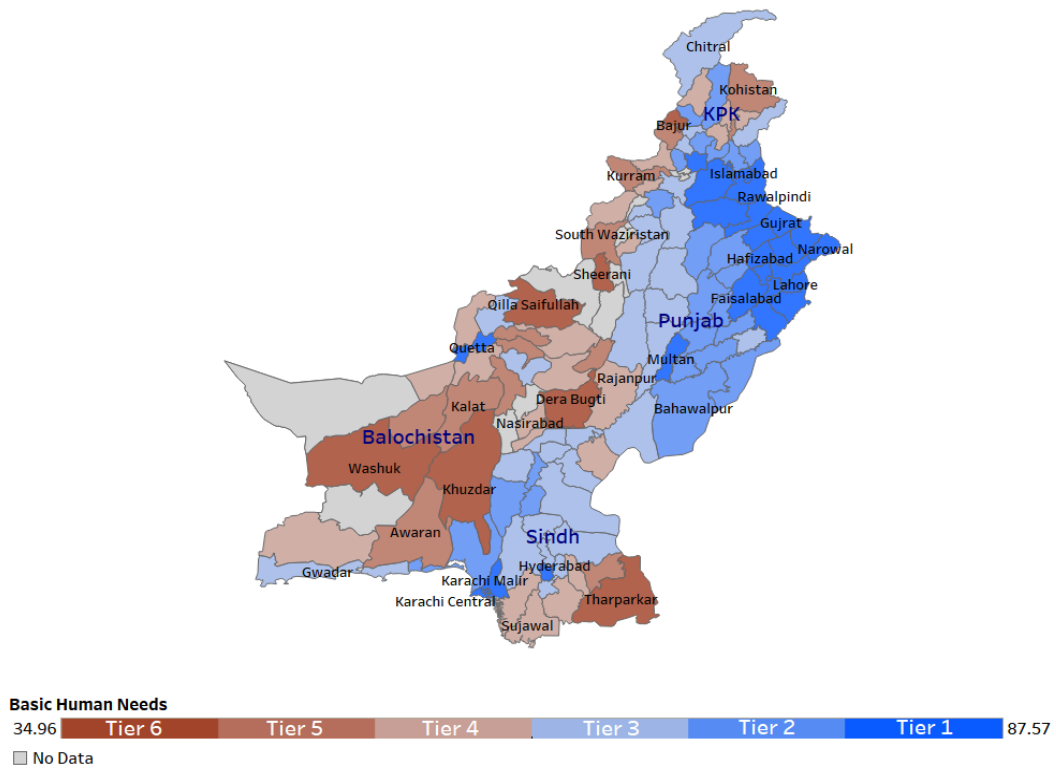 Chitral
Kohistan
KPK
Bajur
Islamabad
Kurram
Rawalpindi
Gujrat
South Waziristan
Narowal
Hafizabad
Sheerani
Lahore
Faisalabad
Qilla Saifullah
Punjab
Quetta
Multan
Rajanpur
Dera Bugti
Kalat
Bahawalpur
Nasirabad
Balochistan
Washuk
Khuzdar
Awaran
Sindh
Hyderabad
Gwadar
Karachi Malir
Karachi Central
Tharparkar
Sujawal
Basic Human Needs
34.96 Tier 6 Tier 5 Tier 4 Tier 3 Tier 2 Tier 1 87.57
No Data